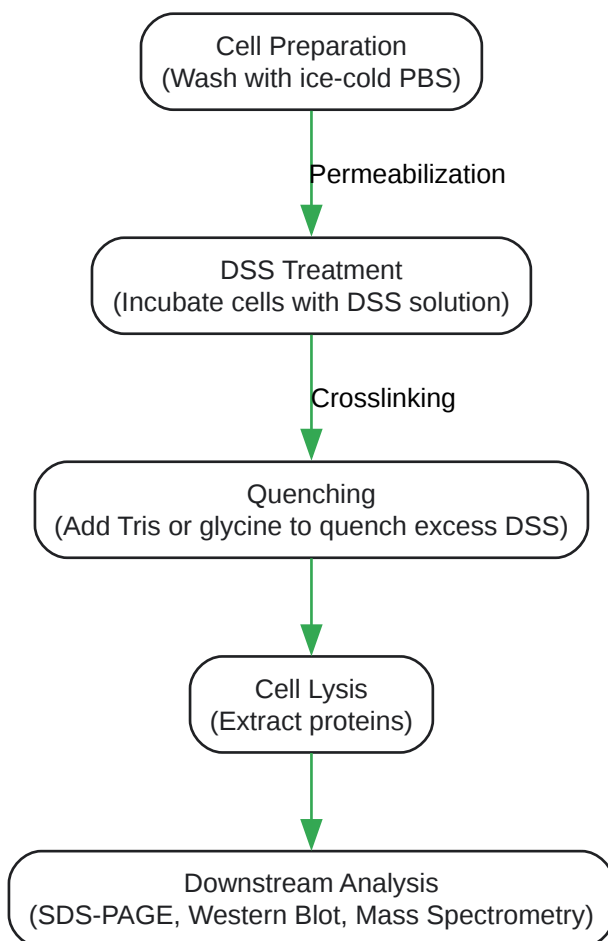 Cell Preparation
(Wash with ice-cold PBS)
Permeabilization
DSS Treatment
(Incubate cells with DSS solution)
Crosslinking
Quenching
(Add Tris or glycine to quench excess DSS)
Cell Lysis
(Extract proteins)
Downstream Analysis
(SDS-PAGE, Western Blot, Mass Spectrometry)